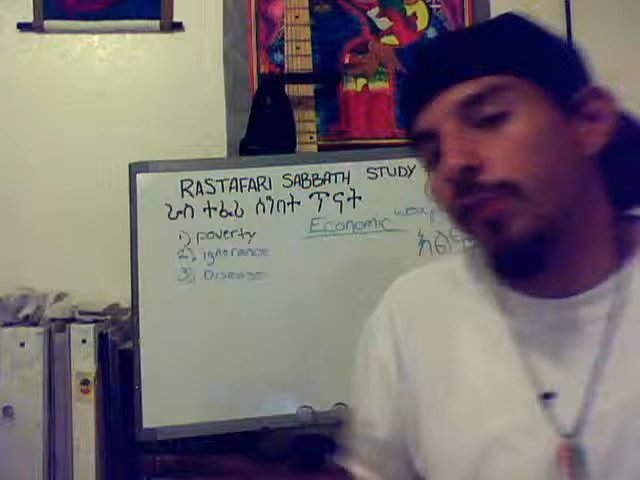 RASTAFARI SABBATH STUDY
ራስ ተፈሪ ሰንበት ጥናት
Economic
1) poverty
2) ignorance
3) Disease